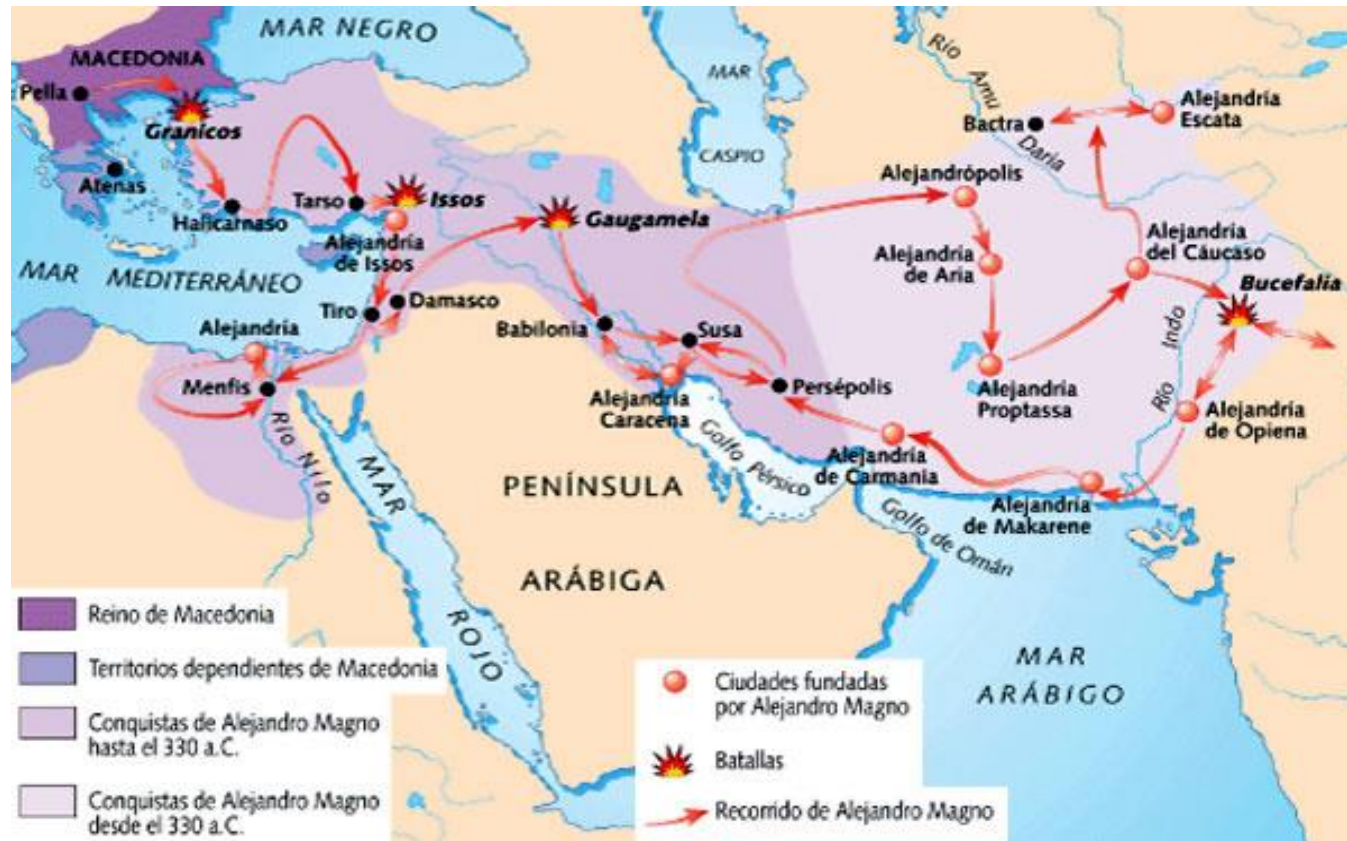 MAR NEGRO
MACEDONIA
Pella
Granicos
Atenas
Halicarnaso
Tarso
Issos
Alejandría
de Issos
MAR MEDITERRÁNEO
Tiro
Damasco
Alejandría
Menfis
Río Nilo
MAR
ROJO
MAR
CASPIO
Gaugamela
Babilonia
Susa
Alejandría
Caracena
Persépolis
Golfo Pérsico
PENÍNSULA
ARÁBIGA
Río Amu
Daria
Bactra
Alejandría
Escata
Alejandrópolis
Alejandría
de Aria
Alejandría
del Cáucaso
Bucefalia
Río Indo
Alejandría
Proptassa
Alejandría
de Opiena
Alejandría
de Carmania
Alejandría
de Makarene
Golfo de Omán
MAR
ARÁBIGO
Reino de Macedonia
Territorios dependientes de Macedonia
Conquistas de Alejandro Magno
hasta el 330 a.C.
Conquistas de Alejandro Magno
desde el 330 a.C.
Ciudades fundadas
por Alejandro Magno
Batallas
Recorrido de Alejandro Magno